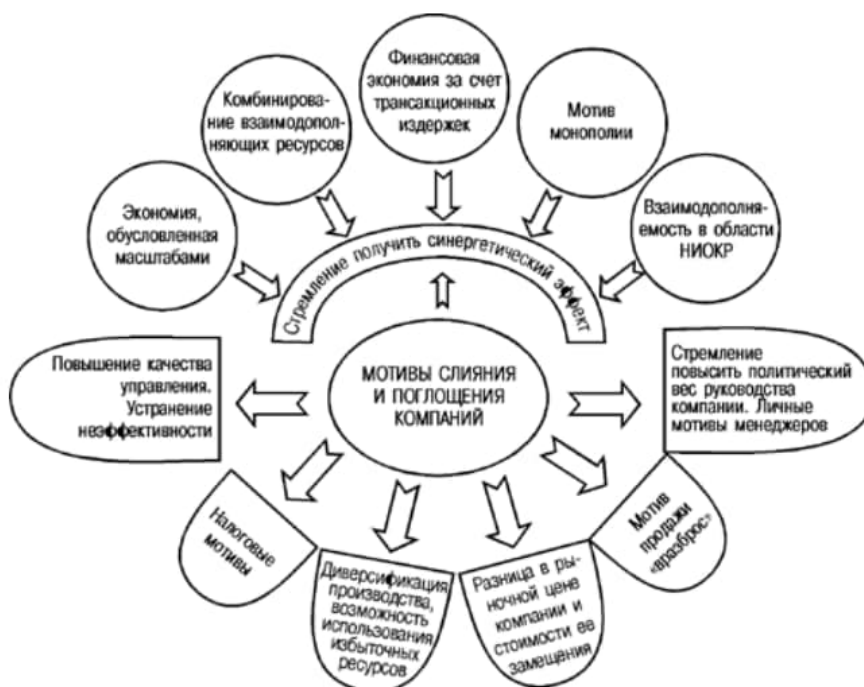 Финансовая
экономия за счет
трансакционных
издержек
Комбинирова-
ние взаимодопол-
няющих ресурсов
Мотив
монополии
Экономия,
обусловленная
масштабами
Взаимодополня-
емость в области
НИОКР
Стремление получить синергетический эффект
МОТИВЫ СЛИЯНИЯ
И ПОГЛОЩЕНИЯ
КОМПАНИЙ
Повышение качества
управления.
Устранение
неэффективности
Стремление
повысить политический
вес руководства
компании. Личные
мотивы менеджеров
Налоговые
мотивы
Диверсификация
производства,
возможность
использования
избыточных
ресурсов
Разница в ры-
ночной цене
компании и
стоимости ее
замещения
Мотив
продажи
«вразброс»